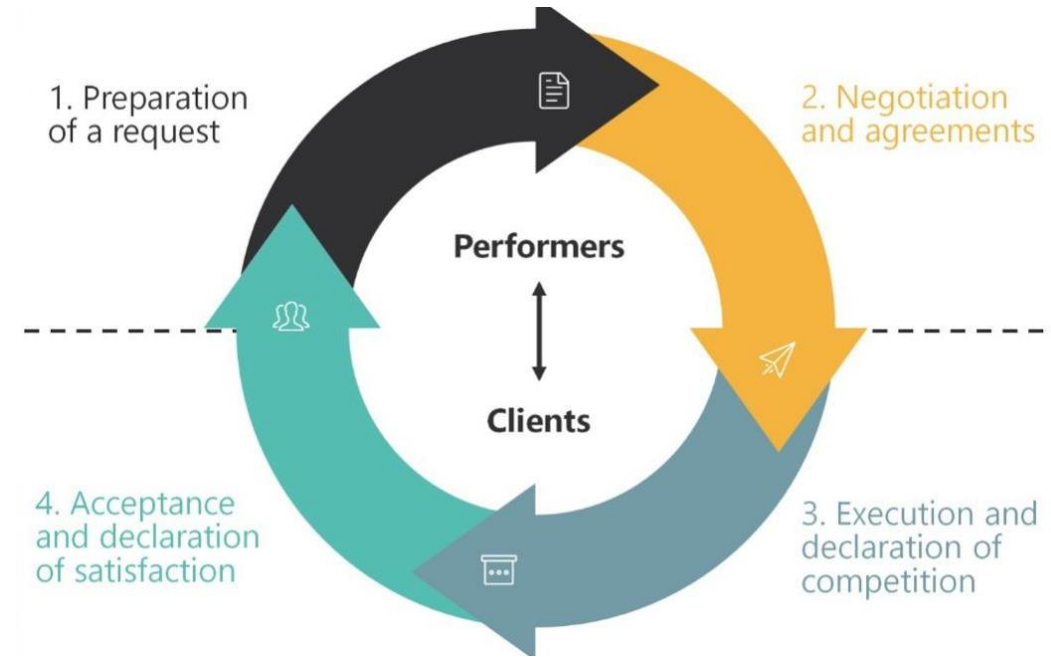 1. Preparation
of a request
2. Negotiation
and agreements
Performers
Clients
4. Acceptance
and declaration
of satisfaction
3. Execution and
declaration of
competition